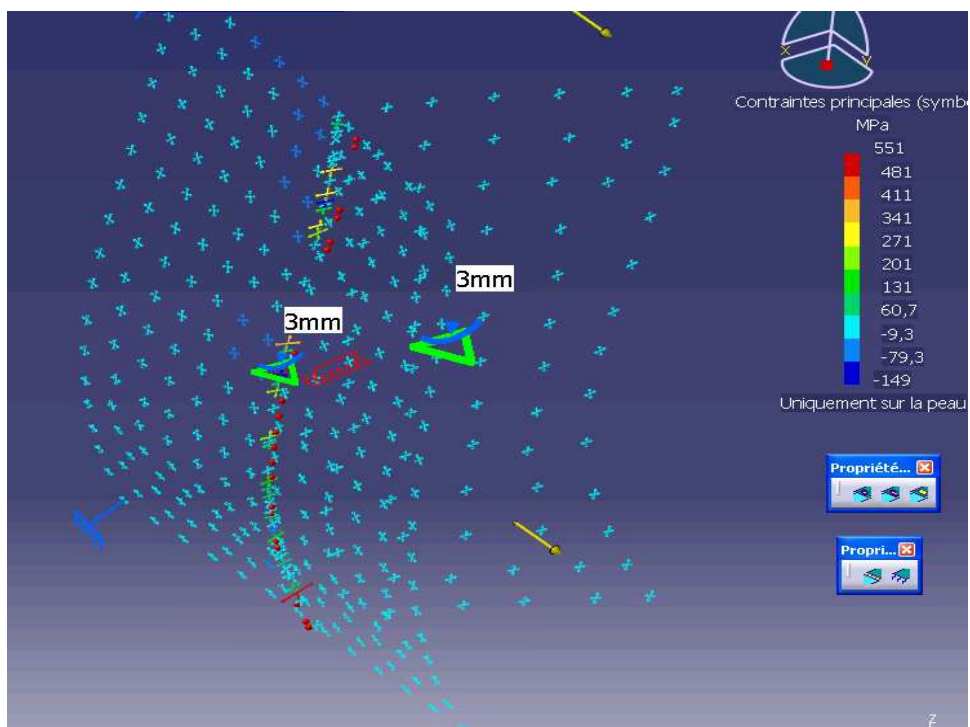 X
Y
Contraintes principales (symbo
MPa
551
481
411
341
271
201
131
60,7
-9,3
-79,3
-149
Uniquement sur la peau
3mm
3mm
Propriété...
Propri...
Z